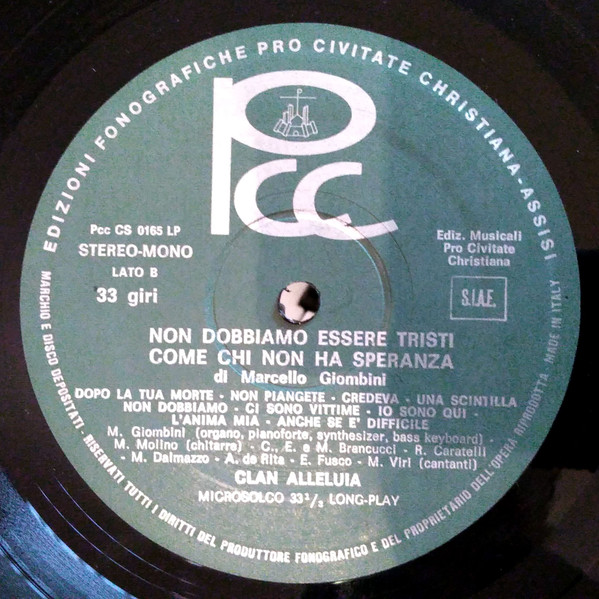 EDIZIONI FONOGRAFICHE PRO CIVITATE CHRISTIANA - ASSISI
Pcc
Pcc CS 0165 LP
STEREO-MONO
LATO B
33 giri
Ediz. Musicali
Pro Civitate
Christiana
S.I.A.E.
NON DOBBIAMO ESSERE TRISTI
COME CHI NON HA SPERANZA
di Marcello Giombini
DOPO LA TUA MORTE - NON PIANGETE - CREDEVA - UNA SCINTILLA
NON DOBBIAMO - CI SONO VITTIME - IO SONO QUI -
L'ANIMA MIA - ANCHE SE E' DIFFICILE
M. Giombini (organo, pianoforte, synthesizer, bass keyboard) -
M. Molino (chitarre) - C., E. e M. Brancucci - R. Caratelli
- M. Dalmazzo - A. de Rita - E. Fusco - M. Viri (cantanti)
CLAN ALLELUIA
MICROSOLCO 33 1/3 LONG-PLAY
MARCHIO E DISCO DEPOSITATI. RISERVATI TUTTI I DIRITTI DEL PRODUTTORE FONOGRAFICO E DEL PROPRIETARIO DELL'OPERA RIPRODOTTA. MADE IN ITALY